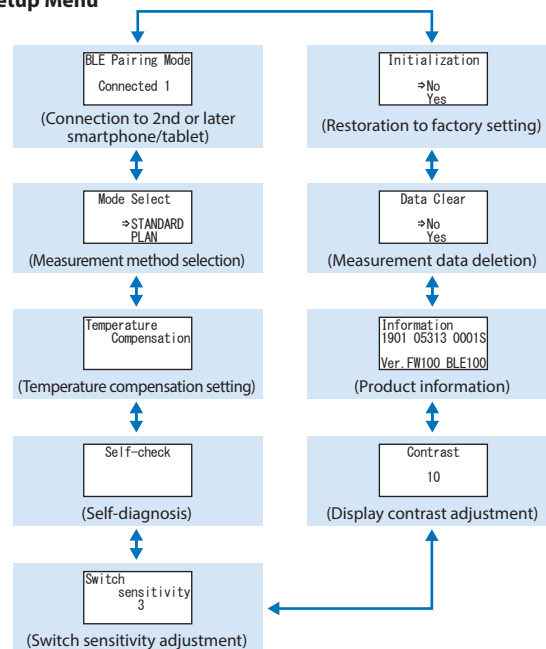 etup Menu
BLE Pairing Mode
Connected 1
(Connection to 2nd or later
smartphone/tablet)
Mode Select
⇒STANDARD
PLAN
(Measurement method selection)
Temperature
Compensation
(Temperature compensation setting)
Self-check
(Self-diagnosis)
Switch
sensitivity
3
(Switch sensitivity adjustment)
Initialization
⇒No
Yes
(Restoration to factory setting)
Data Clear
⇒No
Yes
(Measurement data deletion)
Information
1901 05313 0001S
Ver.FW100 BLE100
(Product information)
Contrast
10
(Display contrast adjustment)